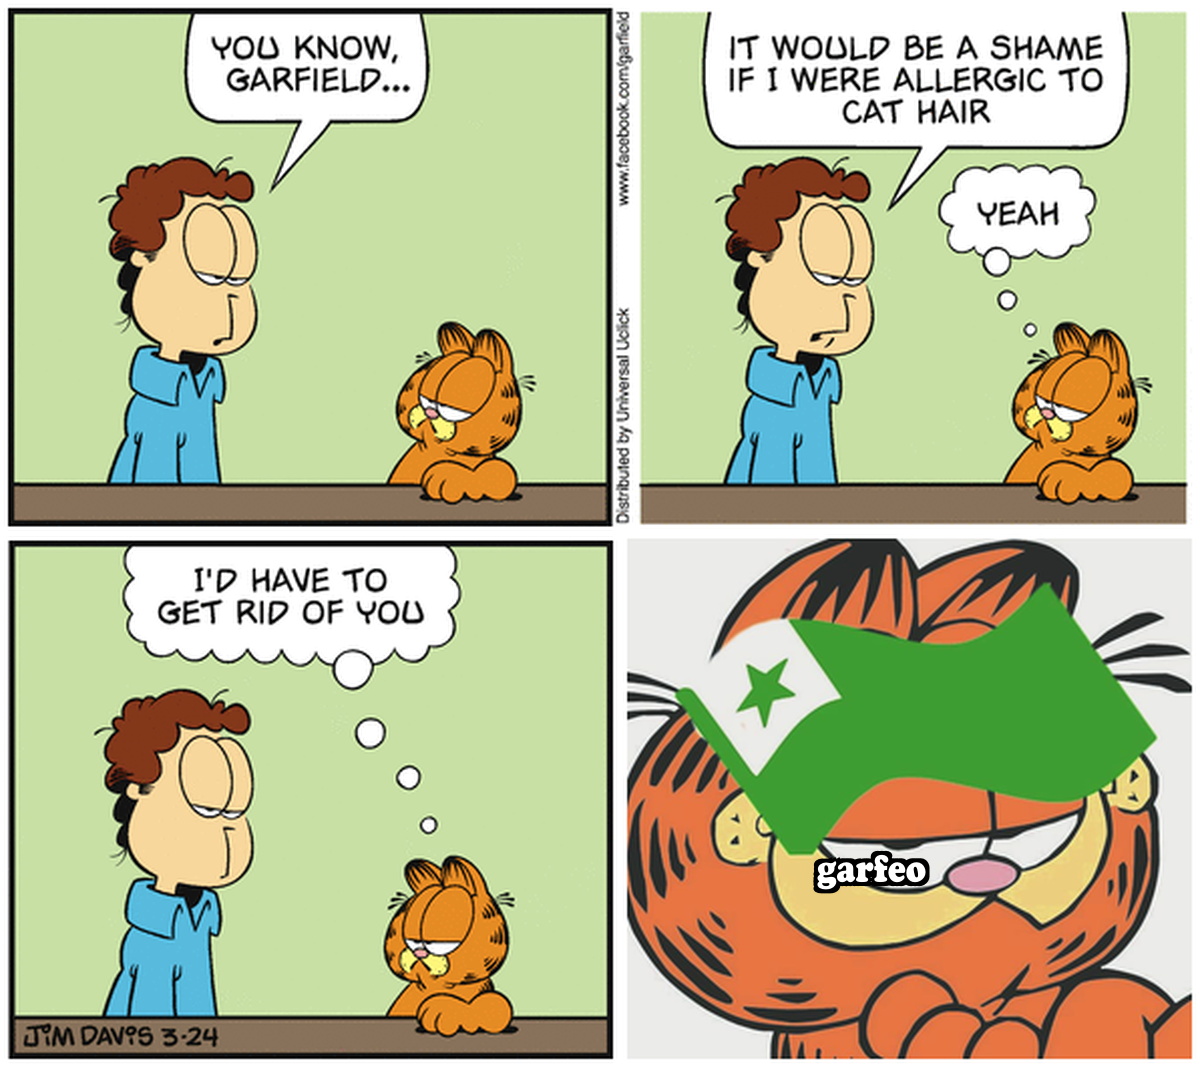 YOU KNOW,
GARFIELD...
www.facebook.com/garfield
Distributed by Universal Uclick
IT WOULD BE A SHAME
IF I WERE ALLERGIC TO
CAT HAIR
YEAH
I'D HAVE TO
GET RID OF YOU
JIM DAVIS 3-24
garfeo